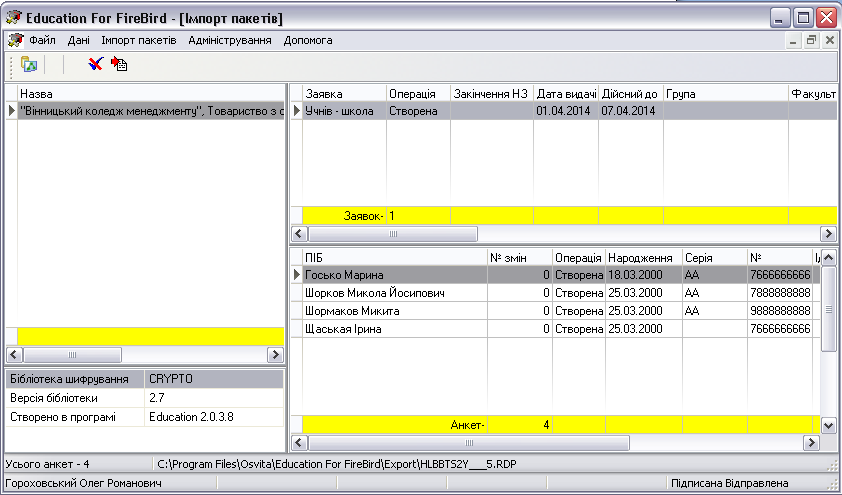 Education For FireBird - [Імпорт пакетів]
Файл Дані Імпорт пакетів Адміністрування Допомога
Назва
"Вінницький коледж менеджменту", Товариство з о
Заявка Операція Закінчення НЗ Дата видачі Дійсний до Група Факульт
Учнів - школа Створена 01.04.2014 07.04.2014
Заявок- 1
ПІБ № змін Операція Народження Серія №
Госько Марина 0 Створена 18.03.2000 АА 7666666666
Шорков Микола Йосипович 0 Створена 25.03.2000 АА 7888888888
Шормаков Микита 0 Створена 25.03.2000 АА 9888888888
Щаськая Ірина 0 Створена 25.03.2000 7666666666
Анкет- 4
Бібліотека шифрування CRYPTO
Версія бібліотеки 2.7
Створено в програмі Education 2.0.3.8
Усього анкет - 4 C:\Program Files\Osvita\Education For FireBird\Export\HLBBTS2Y___5.RDP
Гороховський Олег Романович Підписана Відправлена